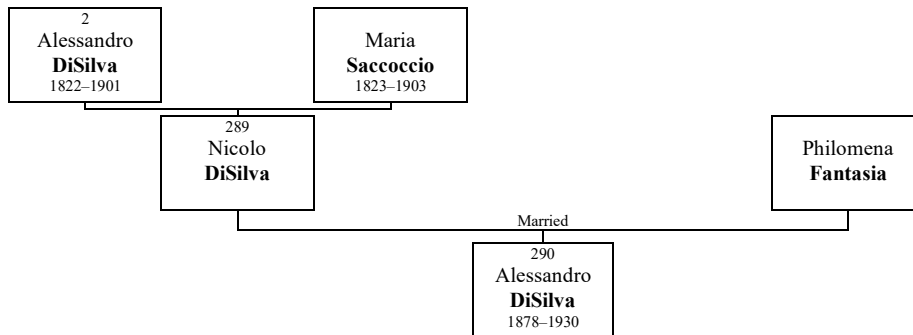 2
Alessandro
DiSilva
1822–1901
Maria
Saccoccio
1823–1903
289
Nicolo
DiSilva
Philomena
Fantasia
Married
290
Alessandro
DiSilva
1878–1930